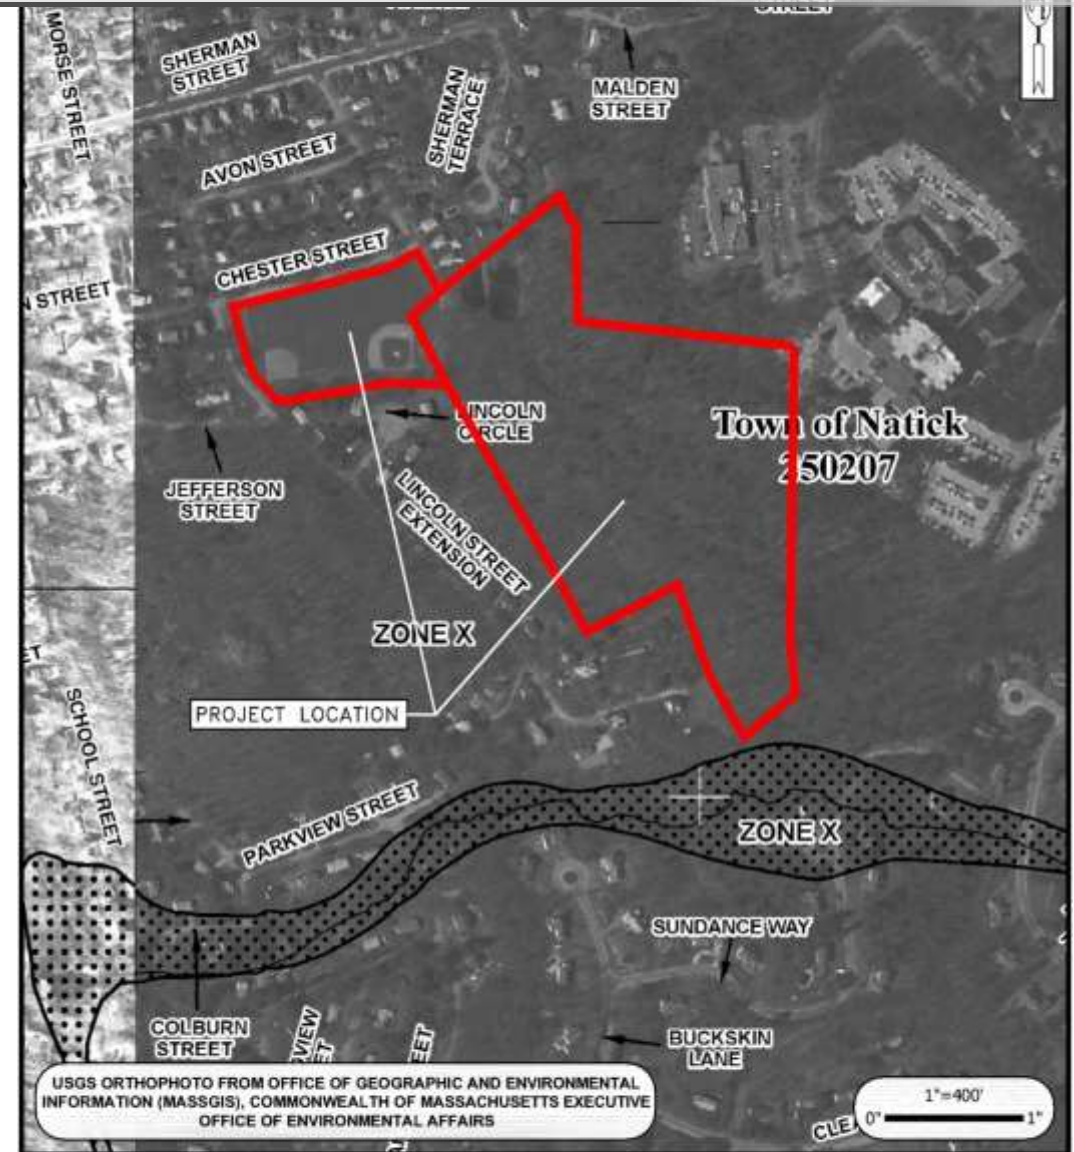 MORSE STREET
SHERMAN
STREET
SHERMAN
TERRACE
STREET
MALDEN
STREET
AVON STREET
CHESTER STREET
N STREET
LINCOLN
CIRCLE
Town of Natick
250207
JEFFERSON
STREET
LINCOLN STREET
EXTENSION
ZONE X
PROJECT LOCATION
SCHOOL STREET
PARKVIEW STREET
ZONE X
SUNDANCE WAY
COLBURN
STREET
BUCKSKIN
LANE
USGS ORTHOPHOTO FROM OFFICE OF GEOGRAPHIC AND ENVIRONMENTAL
INFORMATION (MASSGIS), COMMONWEALTH OF MASSACHUSETTS EXECUTIVE
OFFICE OF ENVIRONMENTAL AFFAIRS
1"=400'
0" 1"
CLE